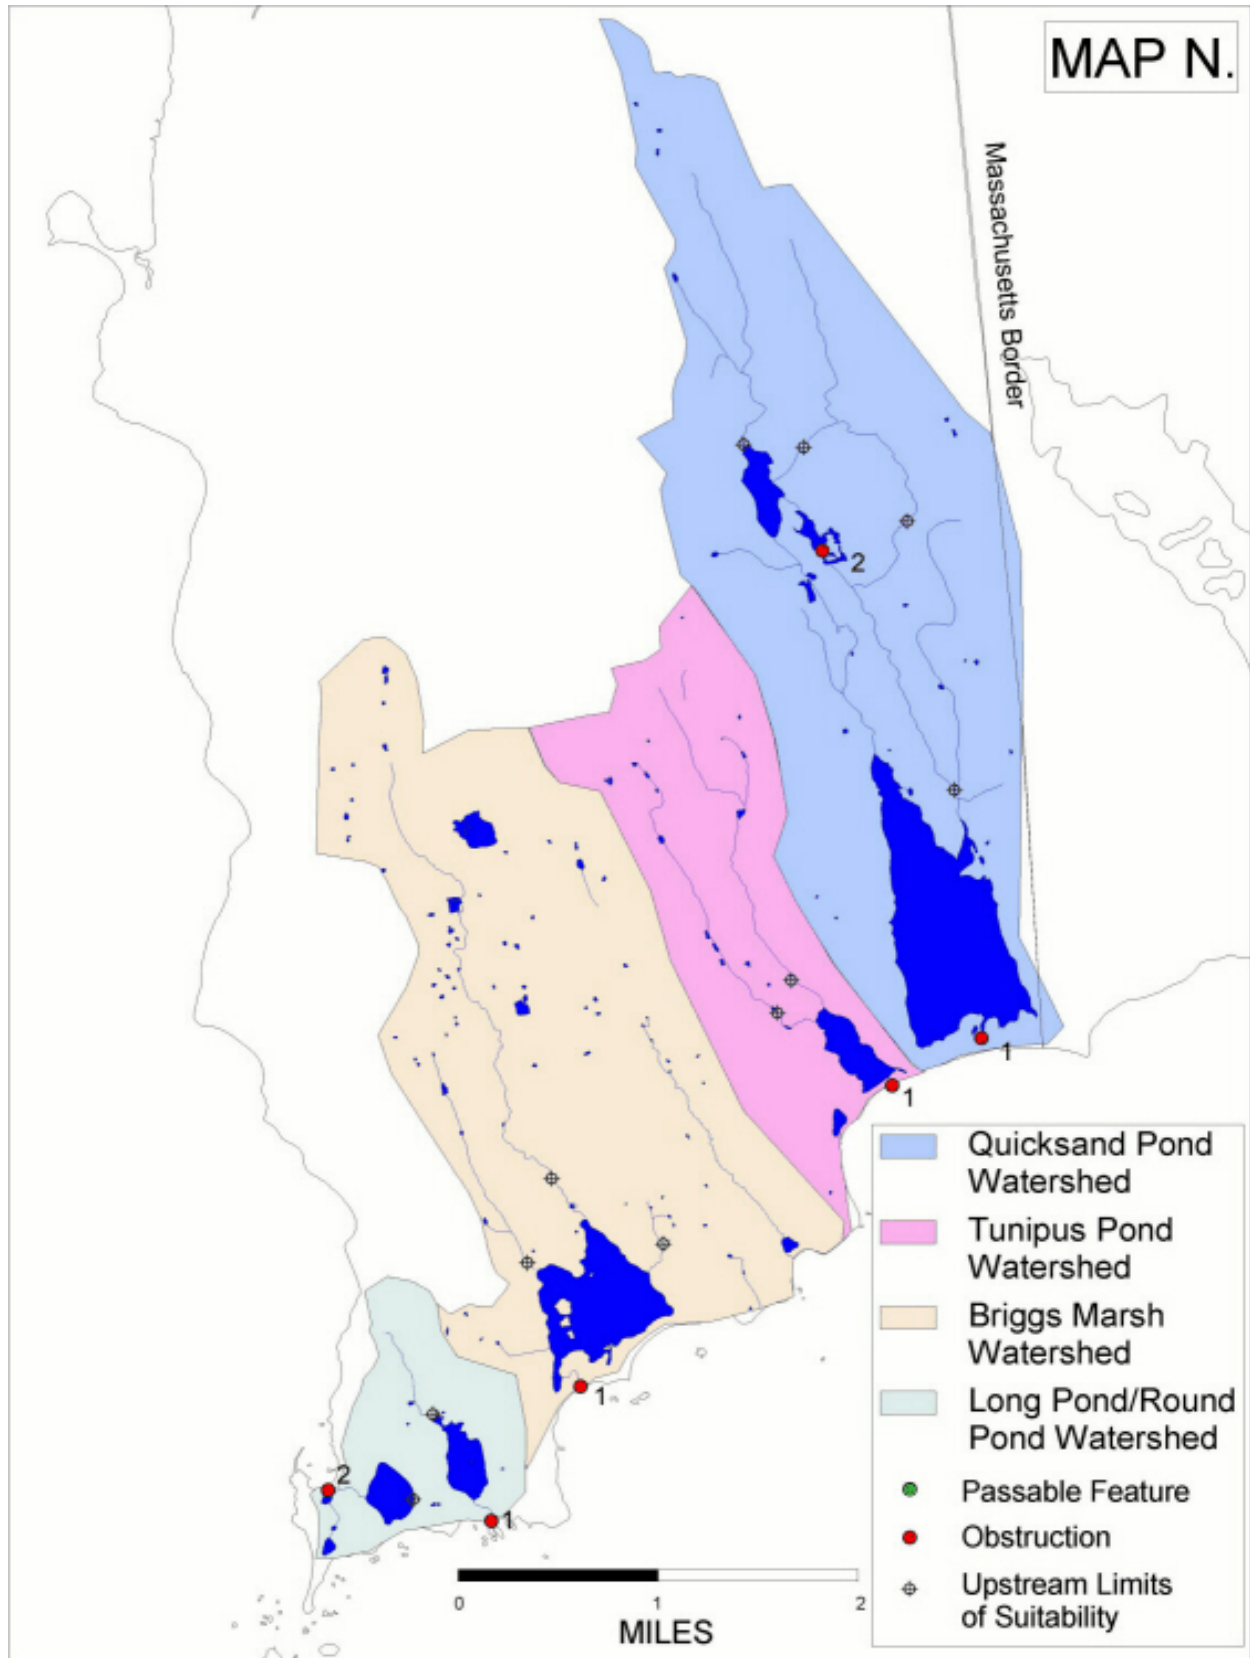 MAP N.
Massachusetts Border
2
1
1
1
2
1
Quicksand Pond
Watershed
Tunipus Pond
Watershed
Briggs Marsh
Watershed
Long Pond/Round
Pond Watershed
Passable Feature
Obstruction
Upstream Limits
of Suitability
0
1
2
MILES